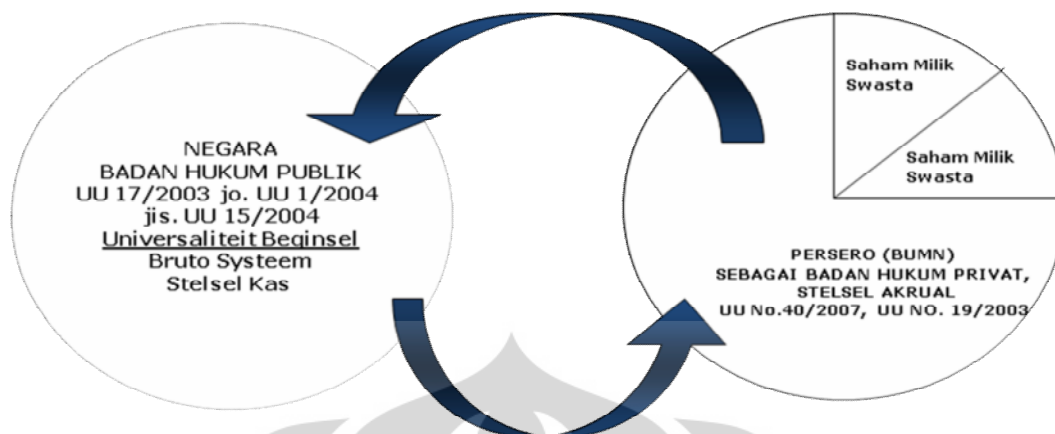 NEGARA
BADAN HUKUM PUBLIK
UU 17/2003 jo. UU 1/2004
jis. UU 15/2004
Universaliteit Beginsel
Bruto Systeem
Stelsel Kas
Saham Milik
Swasta
Saham Milik
Swasta
PERSERO (BUMN)
SEBAGAI BADAN HUKUM PRIVAT,
STELSEL AKRUAL
UU No.40/2007, UU NO. 19/2003